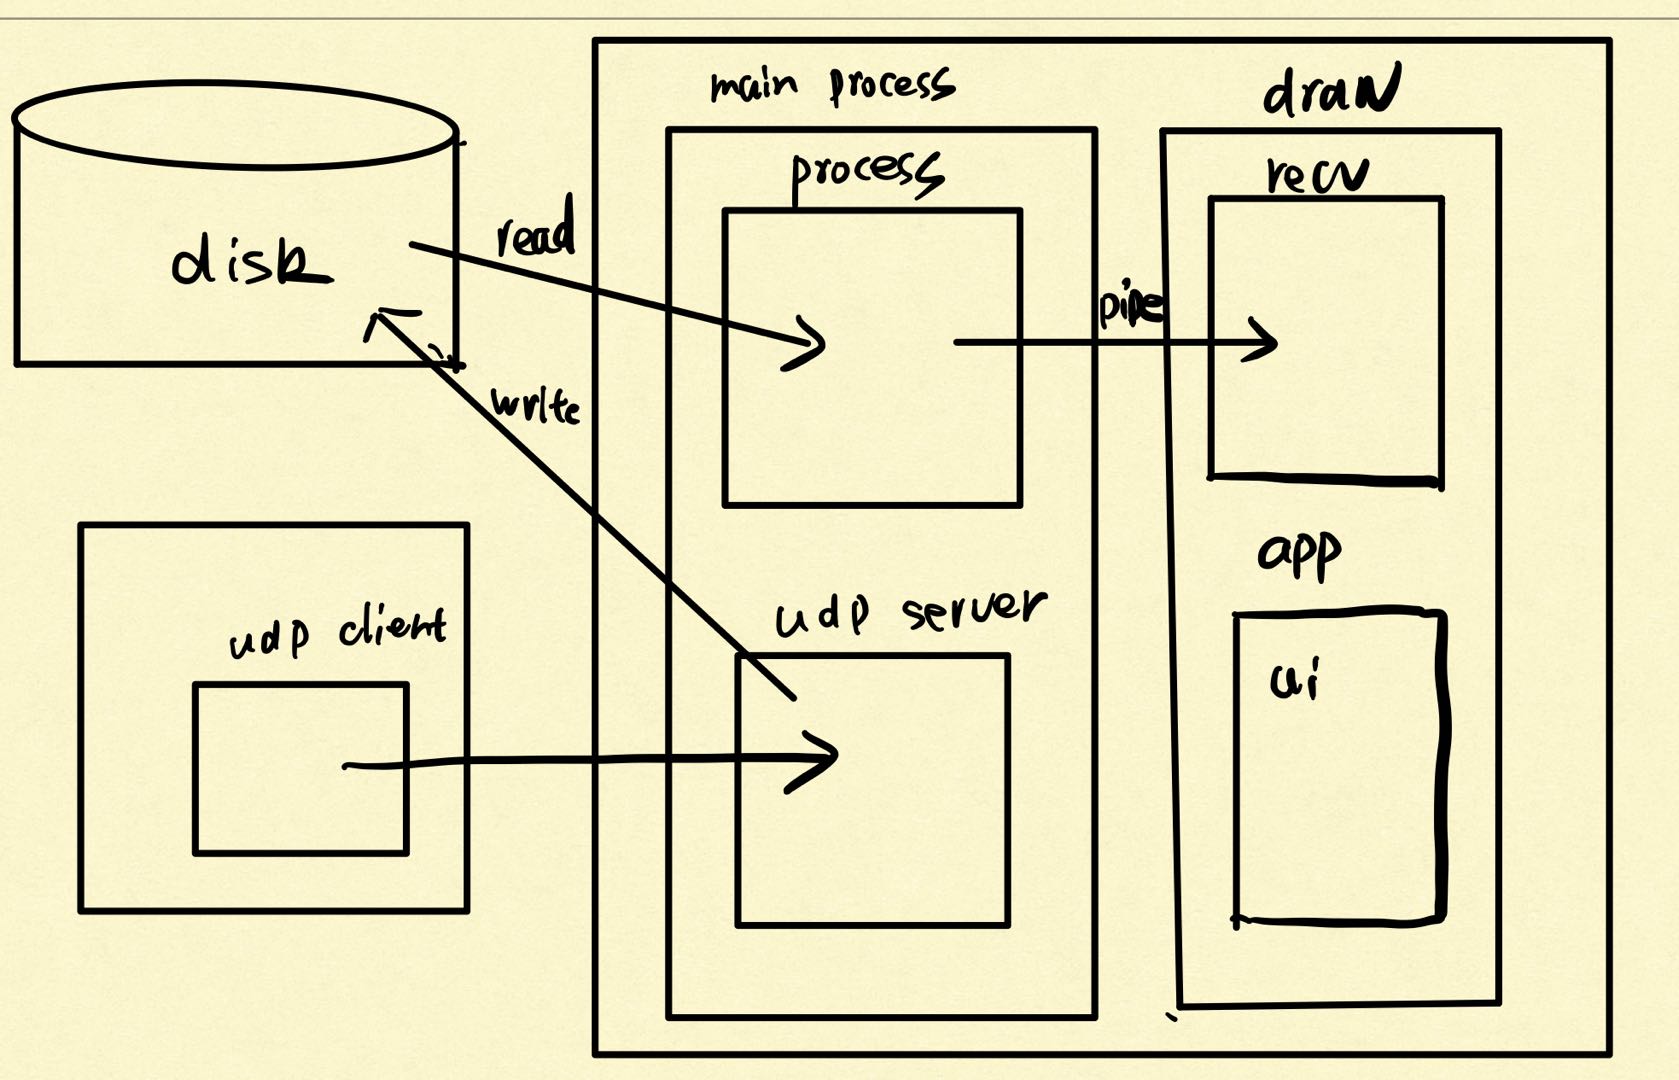 main process
draw
process
recv
read
disk
pipe
write
app
udp server
udp client
ui